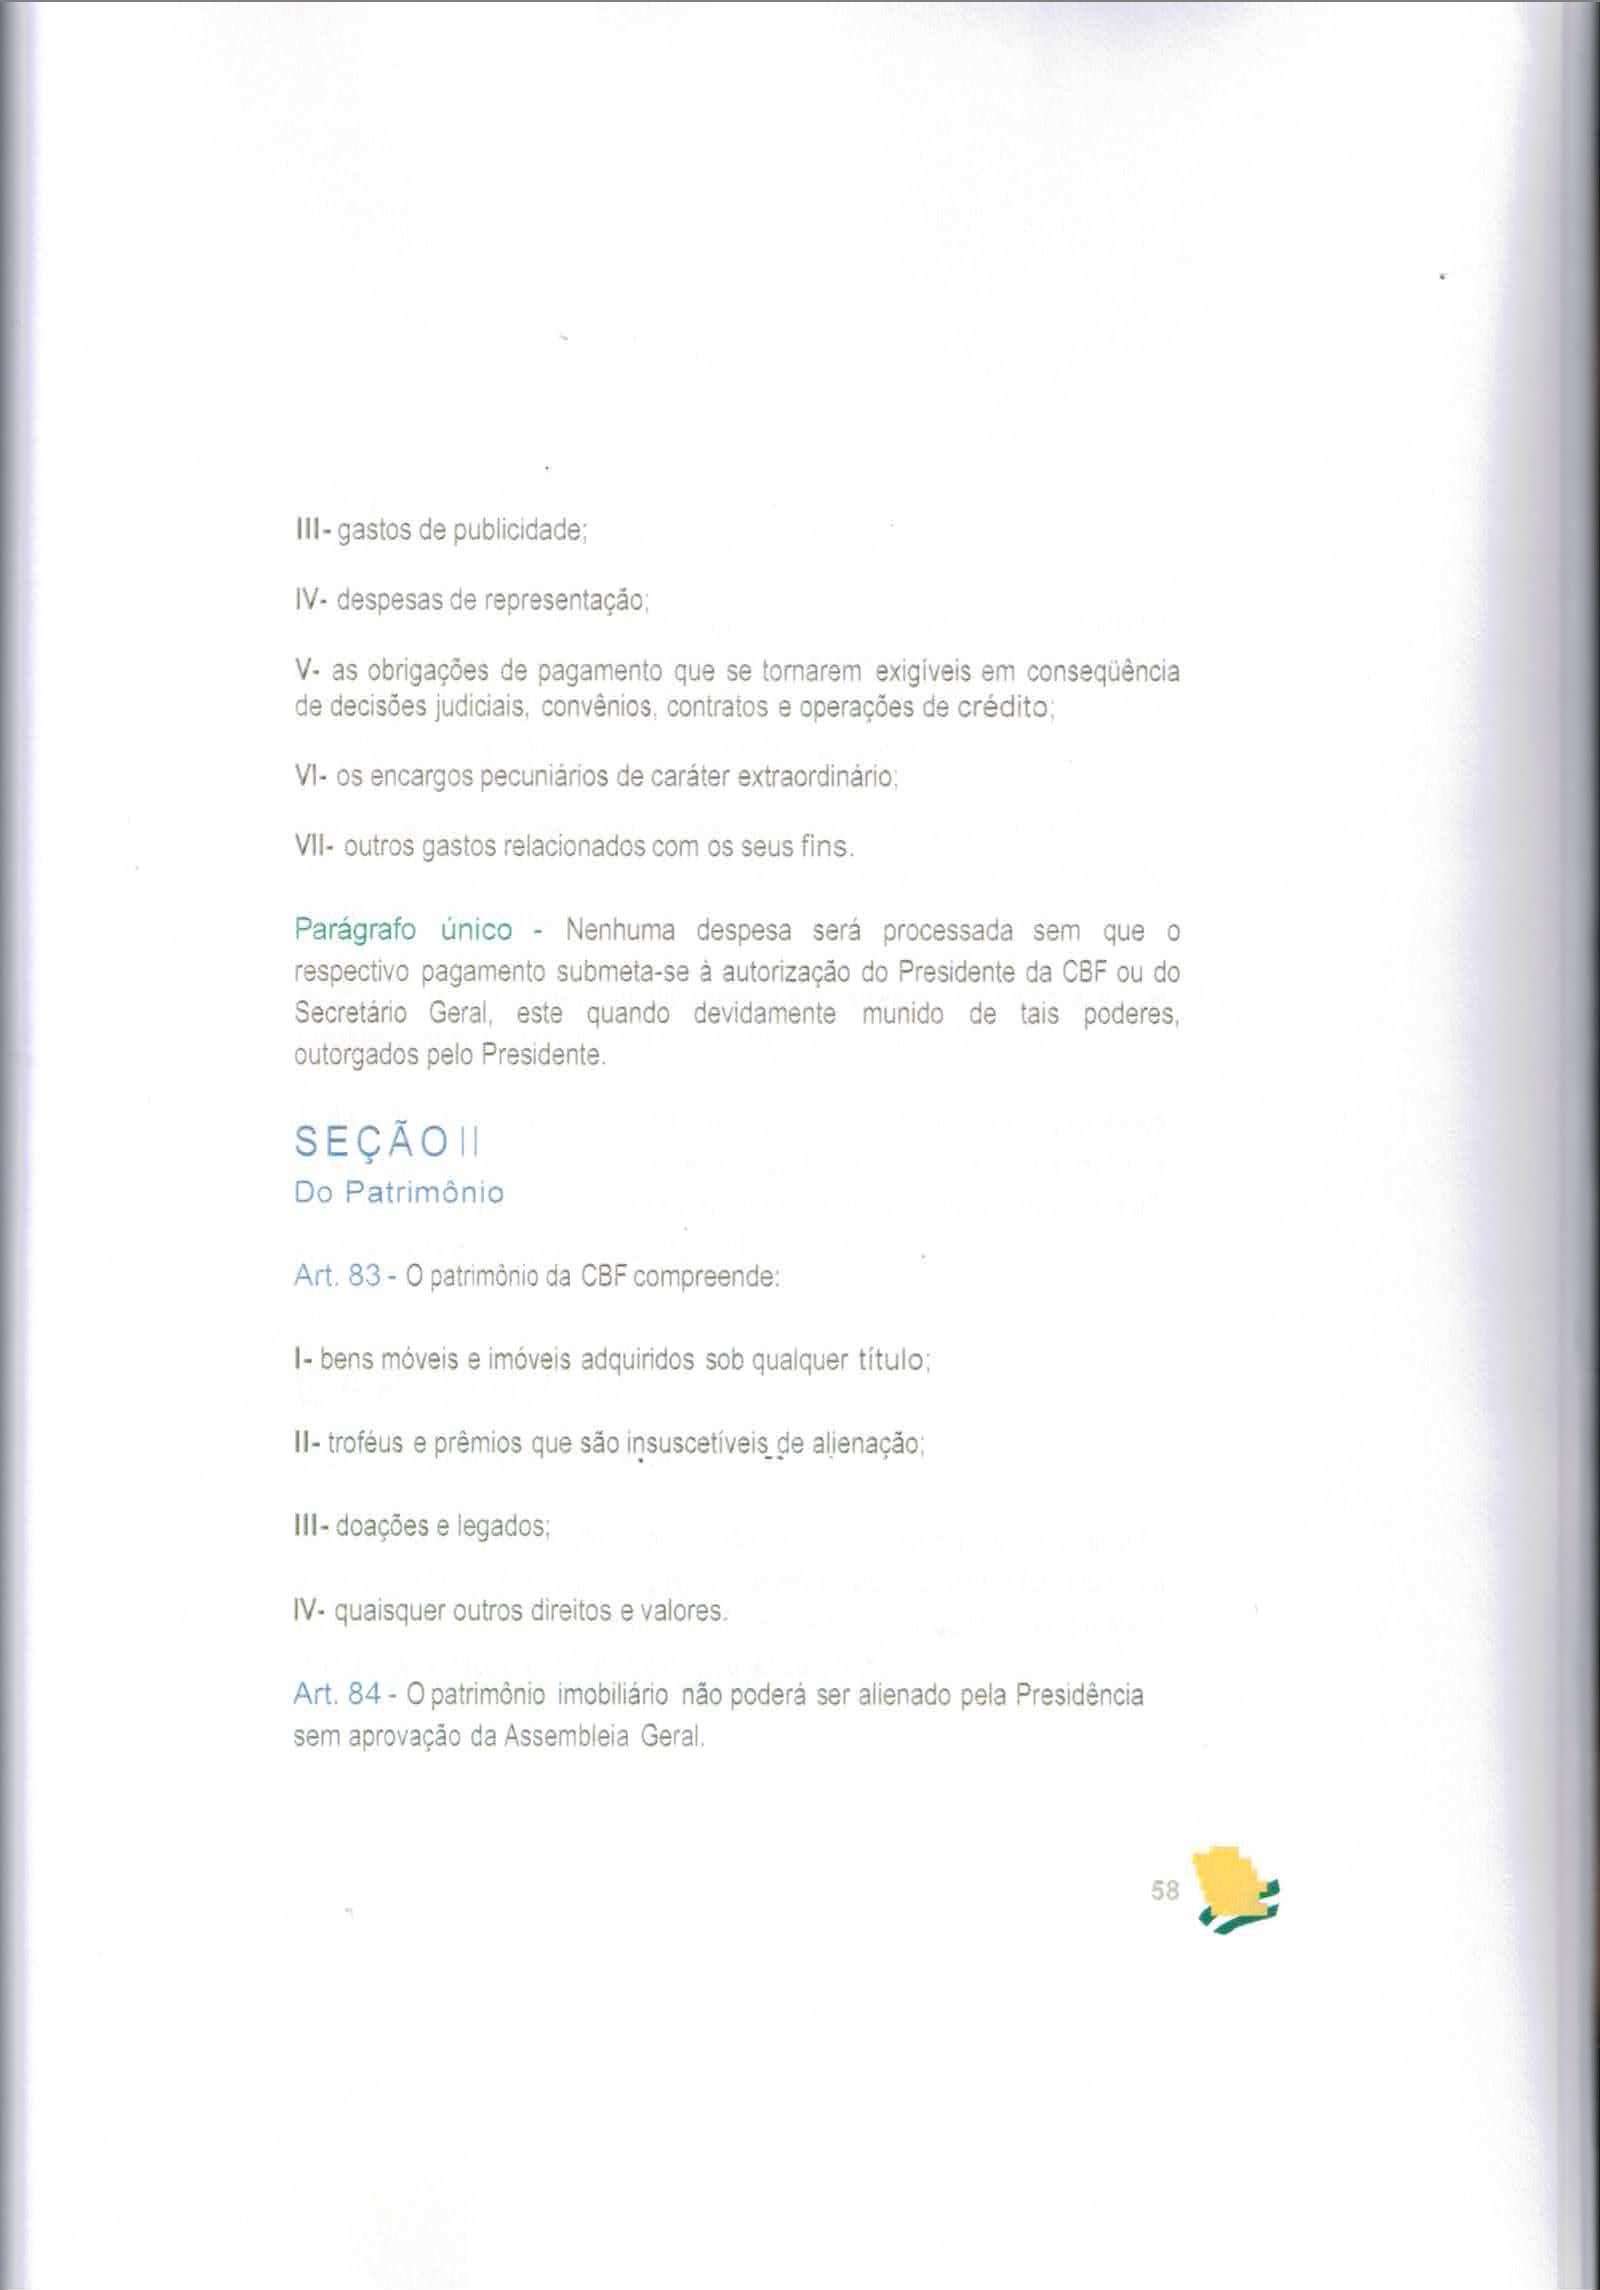 III- gastos de publicidade;
IV- despesas de representação;
V- as obrigações de pagamento que se tornarem exigíveis em conseqüência
de decisões judiciais, convênios, contratos e operações de crédito;
VI- os encargos pecuniários de caráter extraordinário;
VII- outros gastos relacionados com os seus fins.
Parágrafo único - Nenhuma despesa será processada sem que o
respectivo pagamento submeta-se à autorização do Presidente da CBF ou do
Secretário Geral, este quando devidamente munido de tais poderes,
outorgados pelo Presidente.
SEÇÃO II
Do Patrimônio
Art. 83 - O patrimônio da CBF compreende:
I- bens móveis e imóveis adquiridos sob qualquer título;
II- troféus e prêmios que são insuscetíveis de alienação;
III- doações e legados;
IV- quaisquer outros direitos e valores.
Art. 84 - O patrimônio imobiliário não poderá ser alienado pela Presidência
sem aprovação da Assembleia Geral.
58